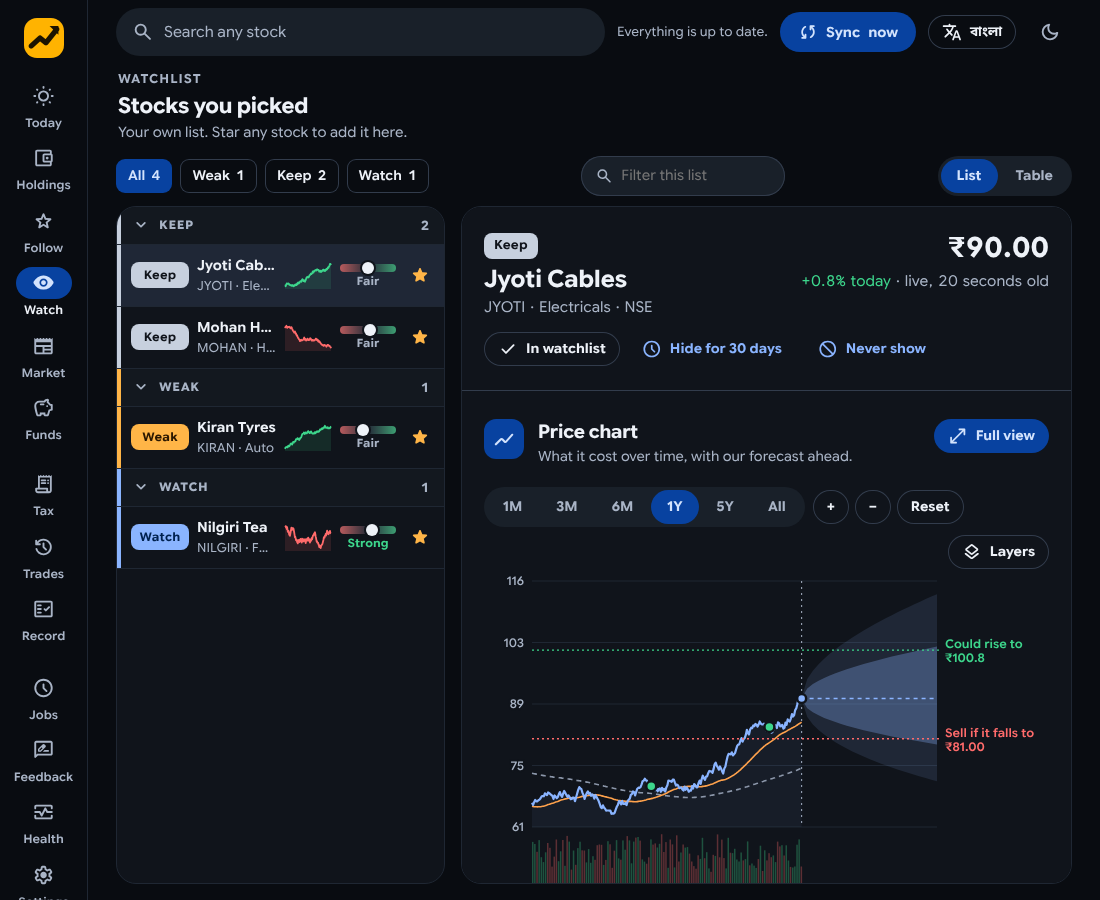 Search any stock
Everything is up to date.
Sync now
বাংলা
Today
Holdings
Follow
Watch
Market
Funds
Tax
Trades
Record
Jobs
Feedback
Health
WATCHLIST
Stocks you picked
Your own list. Star any stock to add it here.
All 4
Weak 1
Keep 2
Watch 1
Filter this list
List
Table
KEEP 2
Keep
Jyoti Cab...
JYOTI · Ele...
Fair
Keep
Mohan H...
MOHAN · H...
Fair
WEAK 1
Weak
Kiran Tyres
KIRAN · Auto
Fair
WATCH 1
Watch
Nilgiri Tea
NILGIRI · F...
Strong
Keep
₹90.00
Jyoti Cables
+0.8% today · live, 20 seconds old
JYOTI · Electricals · NSE
In watchlist
Hide for 30 days
Never show
Price chart
What it cost over time, with our forecast ahead.
Full view
1M 3M 6M 1Y 5Y All
+ − Reset
Layers
116
103
89
75
61
Could rise to
₹100.8
Sell if it falls to
₹81.00